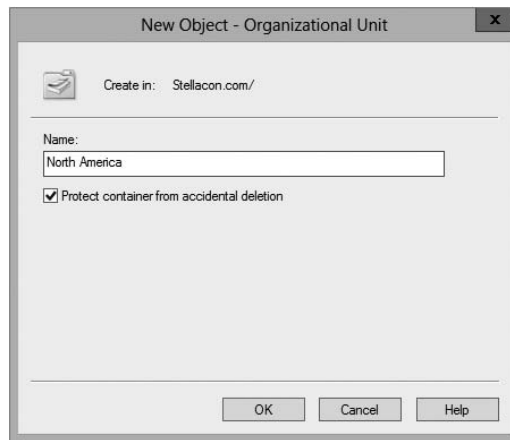 New Object - Organizational Unit
x
Create in: Stellacon.com/
Name:
North America
Protect container from accidental deletion
OK Cancel Help